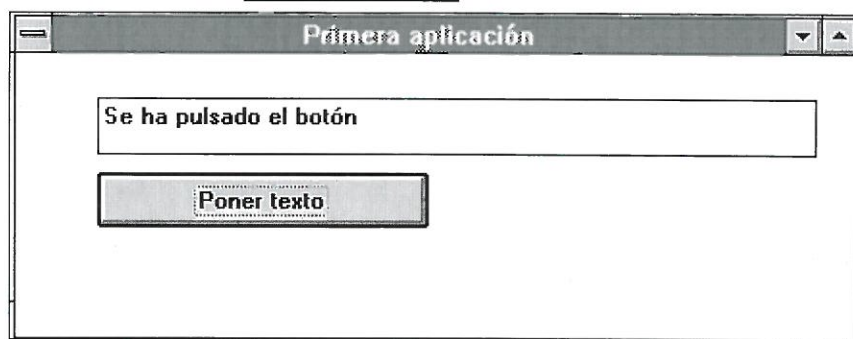 Primera aplicación
Se ha pulsado el botón
Poner texto